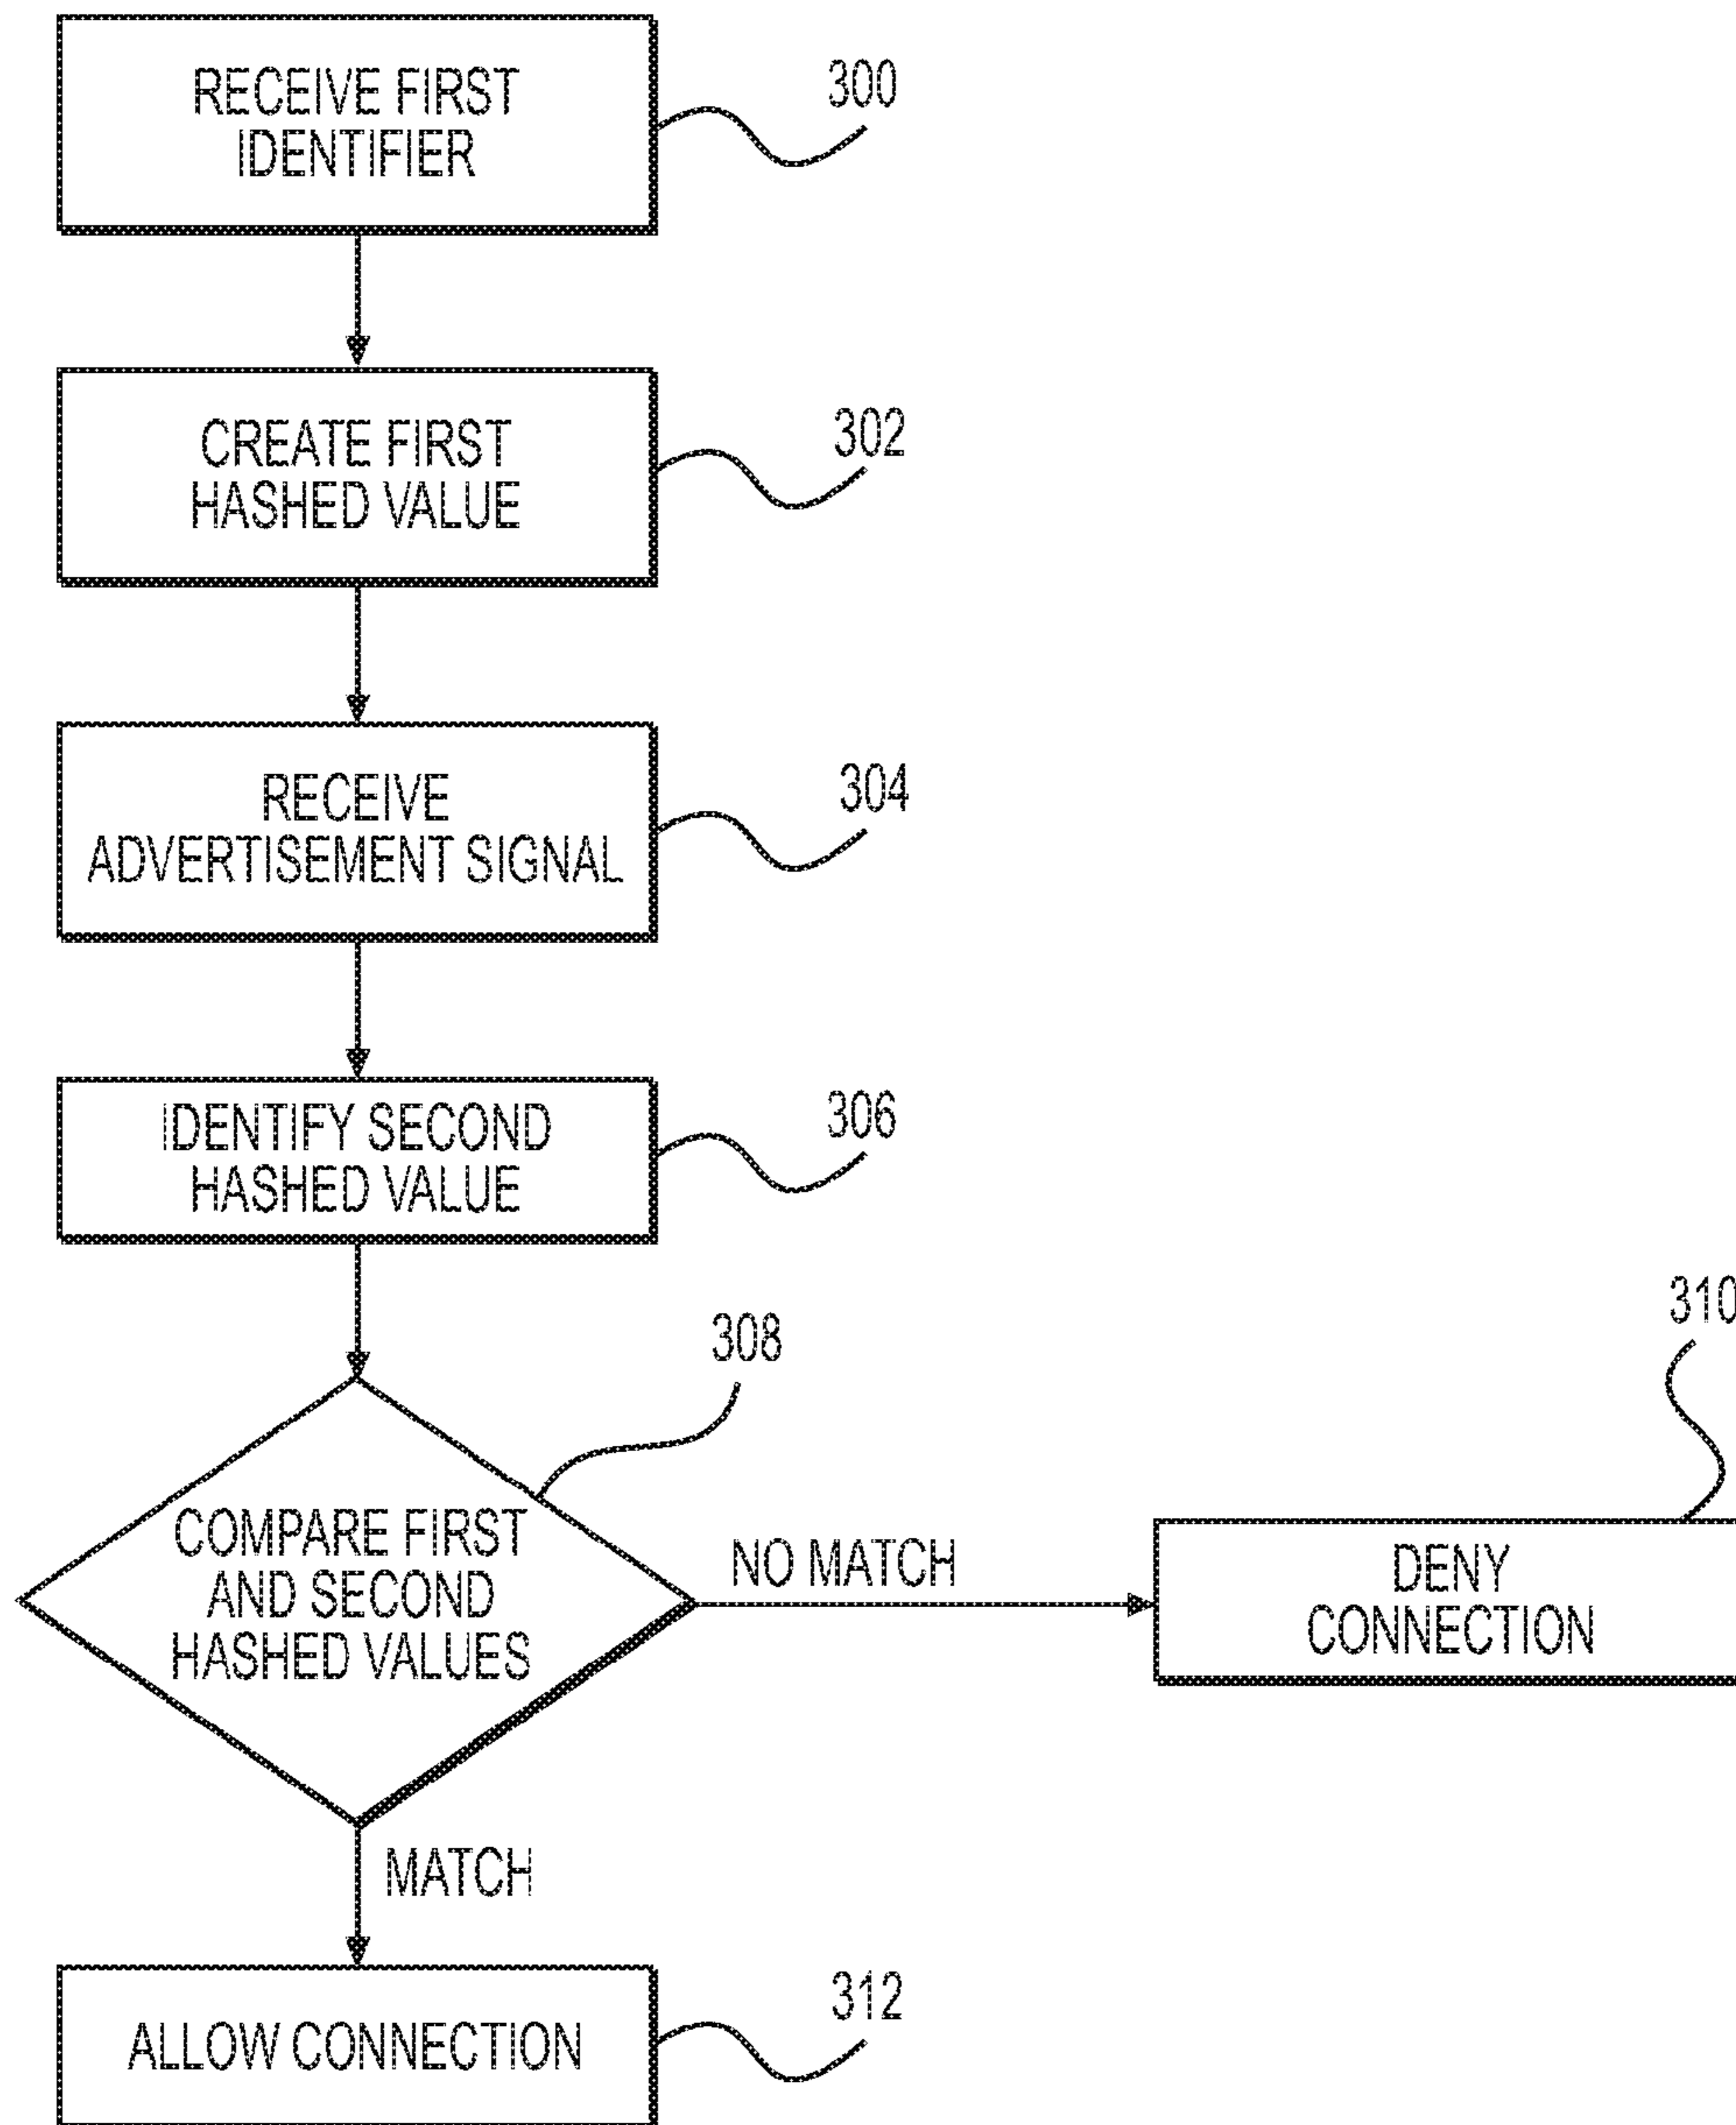 RECEIVE FIRST
IDENTIFIER
300
CREATE FIRST
HASHED VALUE
302
RECEIVE
ADVERTISEMENT SIGNAL
304
IDENTIFY SECOND
HASHED VALUE
306
308
310
COMPARE FIRST
AND SECOND
HASHED VALUES
NO MATCH
DENY
CONNECTION
MATCH
ALLOW CONNECTION
312